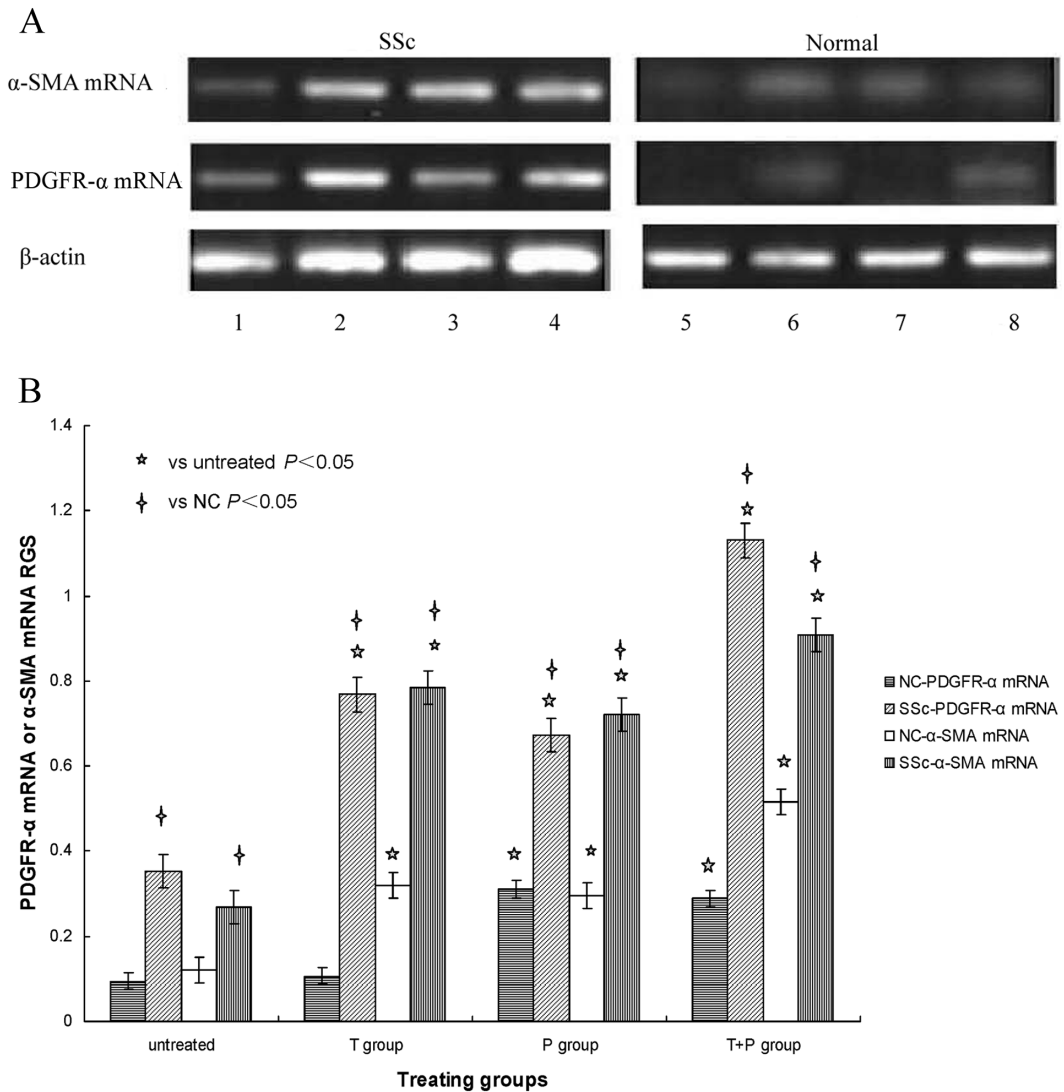 A
SSc
Normal
α-SMA mRNA
PDGFR-α mRNA
β-actin
1 2 3 4 5 6 7 8
B
PDGFR-α mRNA or α-SMA mRNA RGS
1.4
1.2
1
0.8
0.6
0.4
0.2
0
☆ vs untreated P<0.05
✧ vs NC P<0.05
NC-PDGFR-α mRNA
SSc-PDGFR-α mRNA
NC-α-SMA mRNA
SSc-α-SMA mRNA
untreated T group P group T+P group
Treating groups